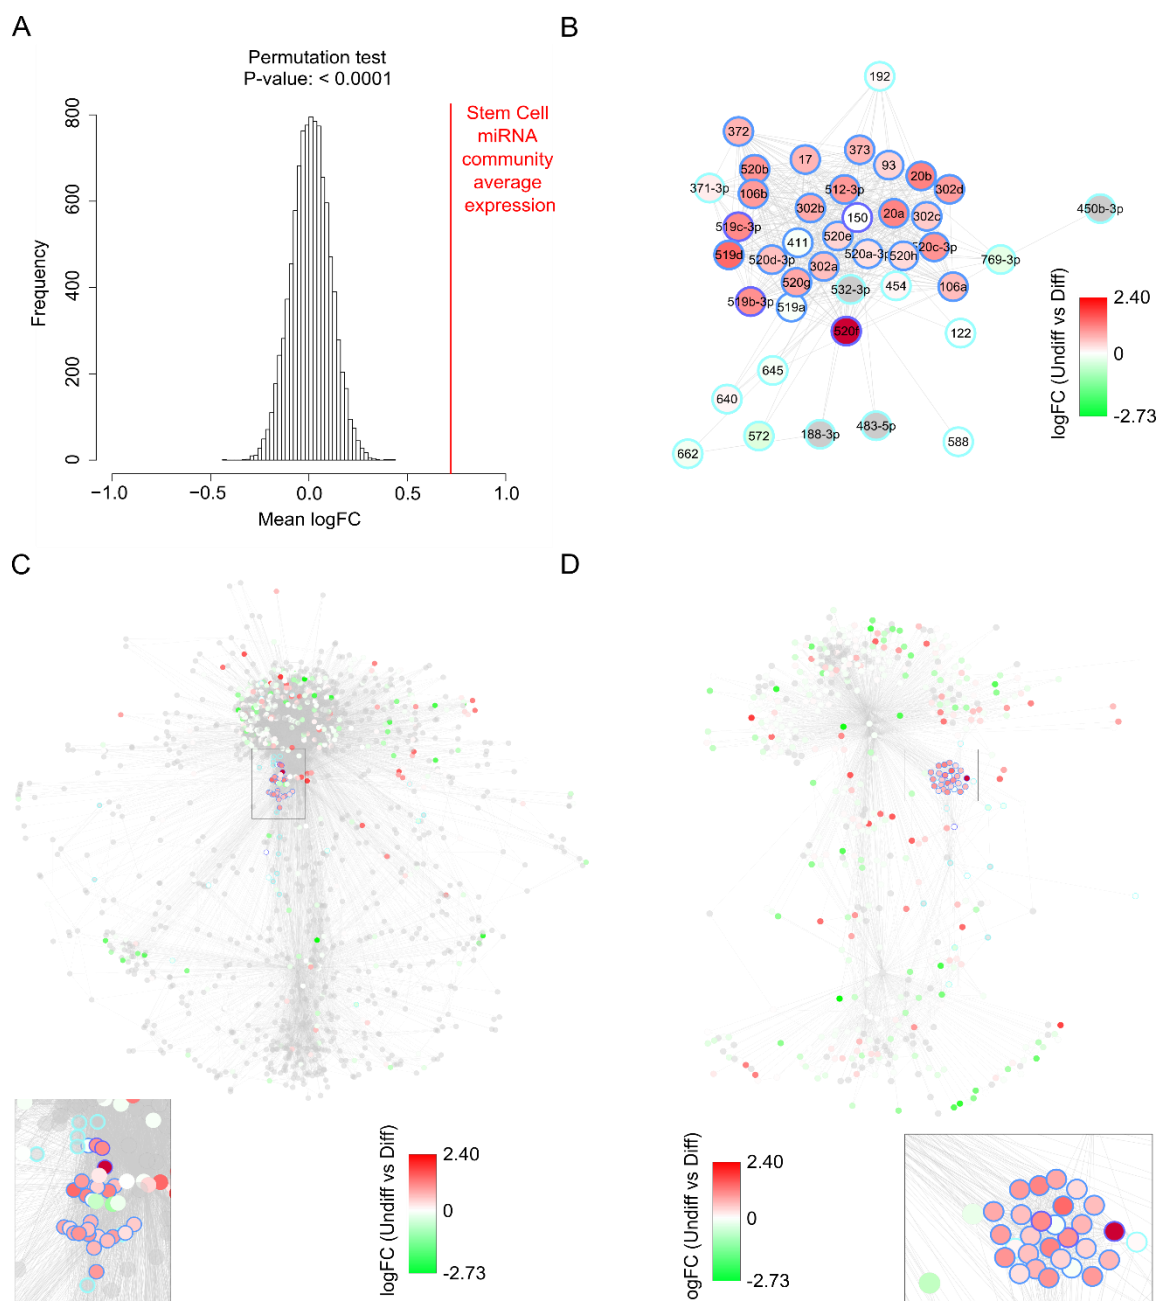 A
Permutation test
P-value: < 0.0001
Stem Cell
miRNA
community
average
expression
Frequency
800
600
400
200
0
−1.0
−0.5
0.0
0.5
1.0
Mean logFC
B
192
372
17
373
93
520b
20b
371-3p
106b
512-3p
302d
302b
20a
302c
450b-3p
150
519c-3p
520e
411
520c-3p
519d
520d-3p
302a
520a-3p
520h
769-3p
520g
532-3p
454
106a
519b-3p
519a
520f
122
645
640
572
188-3p
483-5p
588
662
logFC (Undiff vs Diff)
2.40
0
-2.73
C
logFC (Undiff vs Diff)
2.40
0
-2.73
D
ogFC (Undiff vs Diff)
2.40
0
-2.73